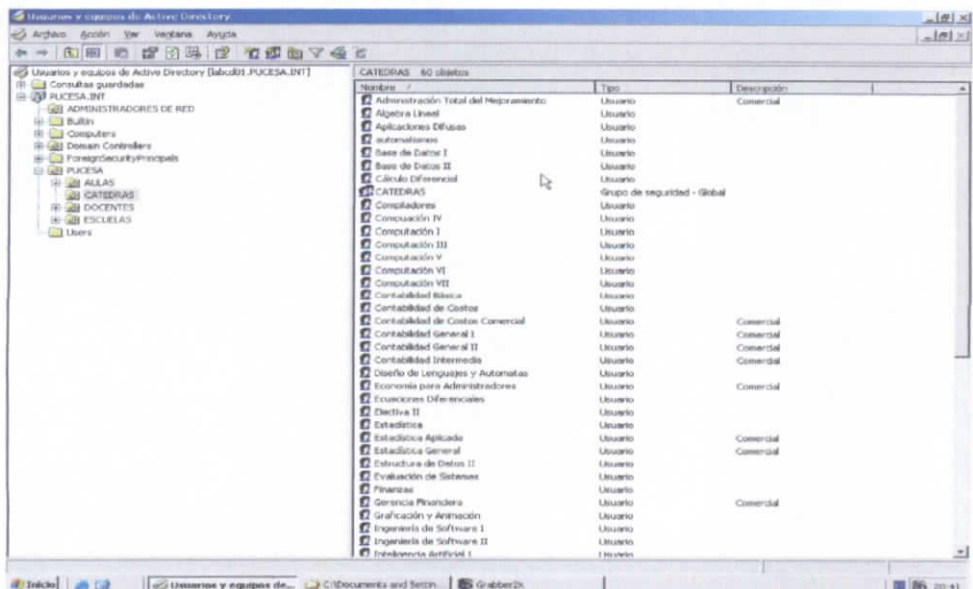 Usuarios y equipos de Active Directory
Archivo Acción Ver Ventana Ayuda
Usuarios y equipos de Active Directory [labcd01.PUCESA.INT]
Consultas guardadas
PUCESA.INT
ADMINISTRADORES DE RED
Builtin
Computers
Domain Controllers
ForeignSecurityPrincipals
PUCESA
AULAS
CATEDRAS
DOCENTES
ESCUELAS
Users
CATEDRAS 60 objetos
Nombre Tipo Descripción
Administración Total del Mejoramiento Usuario Comercial
Algebra Lineal Usuario
Aplicaciones Difusas Usuario
automatismos Usuario
Base de Datos I Usuario
Base de Datos II Usuario
Cálculo Diferencial Usuario
CATEDRAS Grupo de seguridad - Global
Compiladores Usuario
Compuación IV Usuario
Computación I Usuario
Computación III Usuario
Computación V Usuario
Computación VI Usuario
Computación VII Usuario
Contabilidad Básica Usuario
Contabilidad de Costos Usuario
Contabilidad de Costos Comercial Usuario Comercial
Contabilidad General I Usuario Comercial
Contabilidad General II Usuario Comercial
Contabilidad Intermedia Usuario Comercial
Diseño de Lenguajes y Automatas Usuario
Economía para Administradores Usuario Comercial
Ecuaciones Diferenciales Usuario
Electiva II Usuario
Estadística Usuario
Estadística Aplicada Usuario Comercial
Estadística General Usuario Comercial
Estructura de Datos II Usuario
Evaluación de Sistemas Usuario
Finanzas Usuario
Gerencia Financiera Usuario Comercial
Graficación y Animación Usuario
Ingeniería de Software I Usuario
Ingeniería de Software II Usuario
Inteligencia Artificial I Usuario
Inicio Usuarios y equipos de... C:\Documents and Settin... Grabber2k 20:41